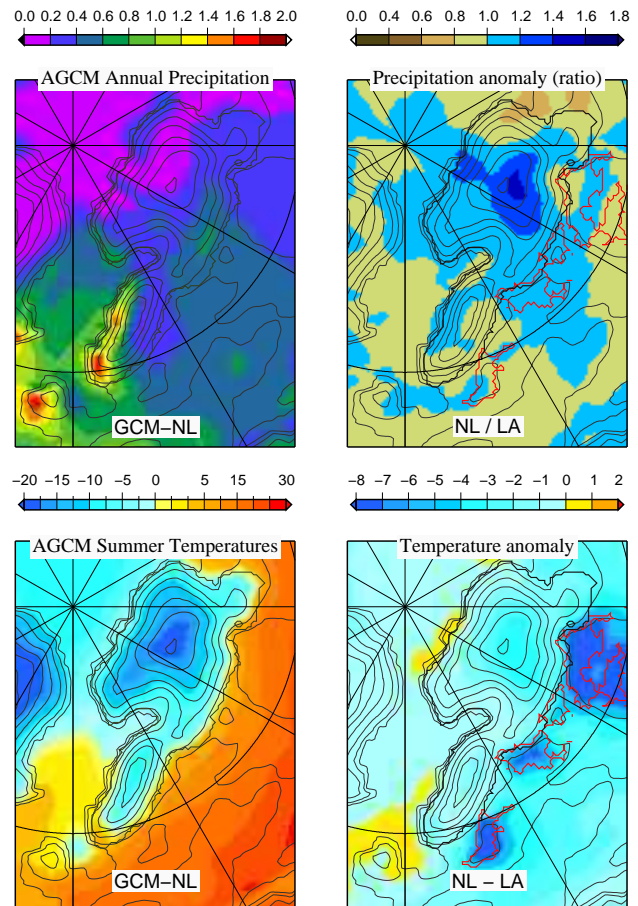 0.0 0.2 0.4 0.6 0.8 1.0 1.2 1.4 1.6 1.8 2.0
0.0 0.4 0.6 0.8 1.0 1.2 1.4 1.6 1.8
AGCM Annual Precipitation
Precipitation anomaly (ratio)
GCM−NL
NL / LA
−20 −15 −10 −5 0 5 15 30
−8 −7 −6 −5 −4 −3 −2 −1 0 1 2
AGCM Summer Temperatures
Temperature anomaly
GCM−NL
NL − LA